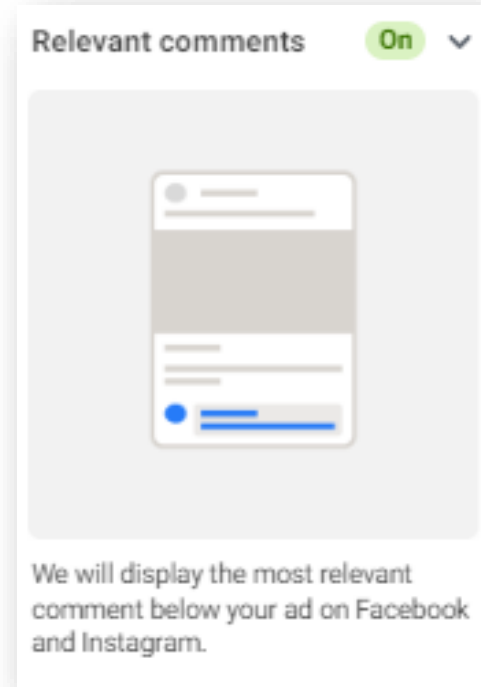 Relevant comments On
We will display the most relevant
comment below your ad on Facebook
and Instagram.